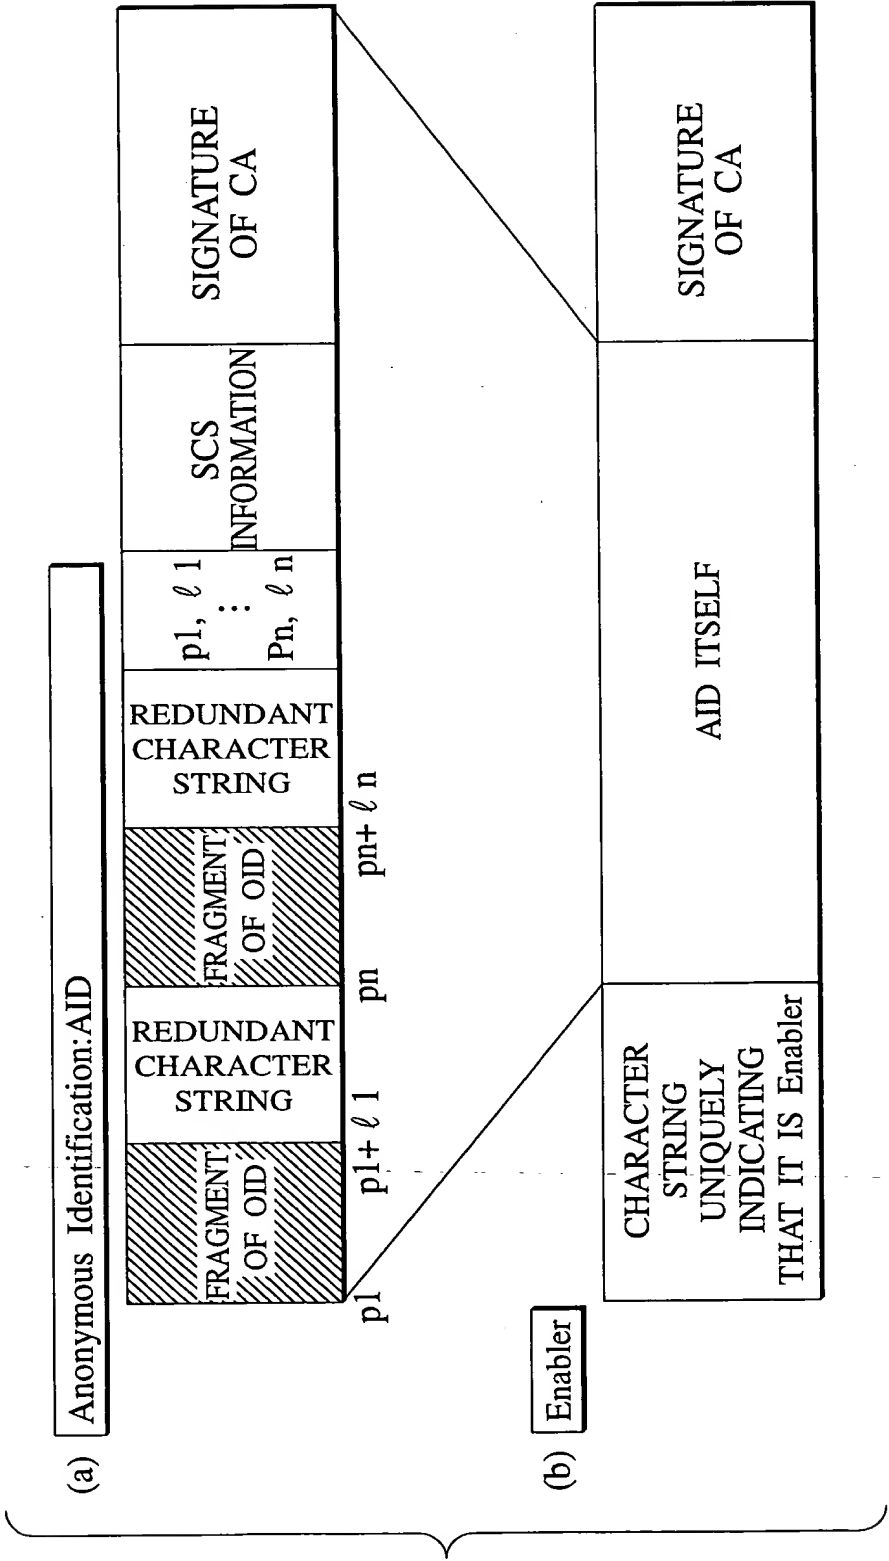 (a)
Anonymous Identification:AID
FRAGMENT
OF OID
REDUNDANT
CHARACTER
STRING
FRAGMENT
OF OID
REDUNDANT
CHARACTER
STRING
p1, ℓ 1
⋮
Pn, ℓ n
SCS
INFORMATION
SIGNATURE
OF CA
p1
p1+ ℓ 1
pn
pn+ ℓ n
(b)
Enabler
CHARACTER
STRING
UNIQUELY
INDICATING
THAT IT IS Enabler
AID ITSELF
SIGNATURE
OF CA